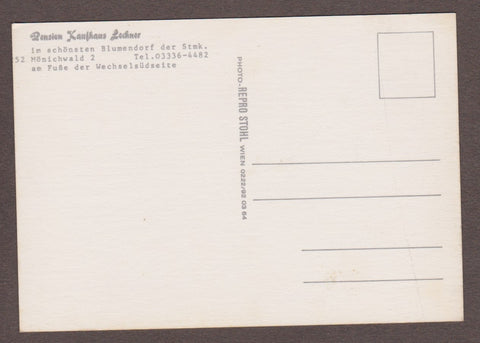 Pension Kaufhaus Lechner
im schönsten Blumendorf der Stmk.
52 Mönichwald 2 Tel.03336-4482
am Fuße der Wechselsüdseite
PHOTO-REPRO STOHL WIEN 0222/92 03 64